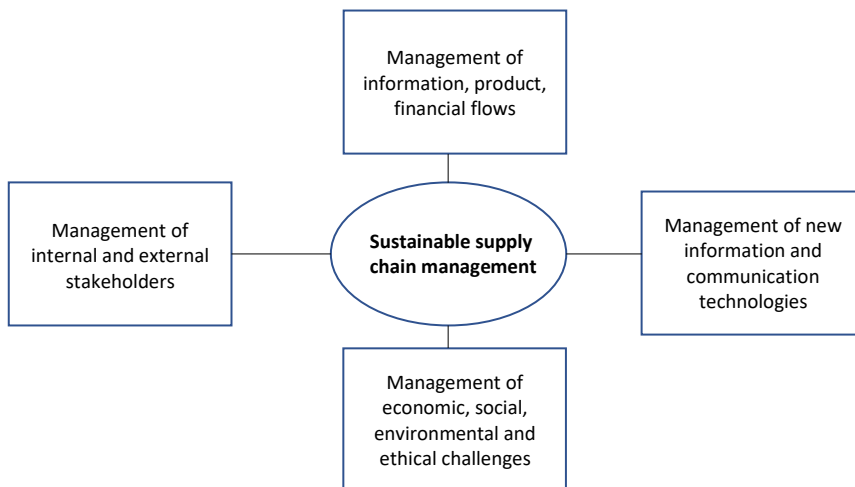 Management of
information, product,
financial flows
Management of
internal and external
stakeholders
Sustainable supply
chain management
Management of new
information and
communication
technologies
Management of
economic, social,
environmental and
ethical challenges